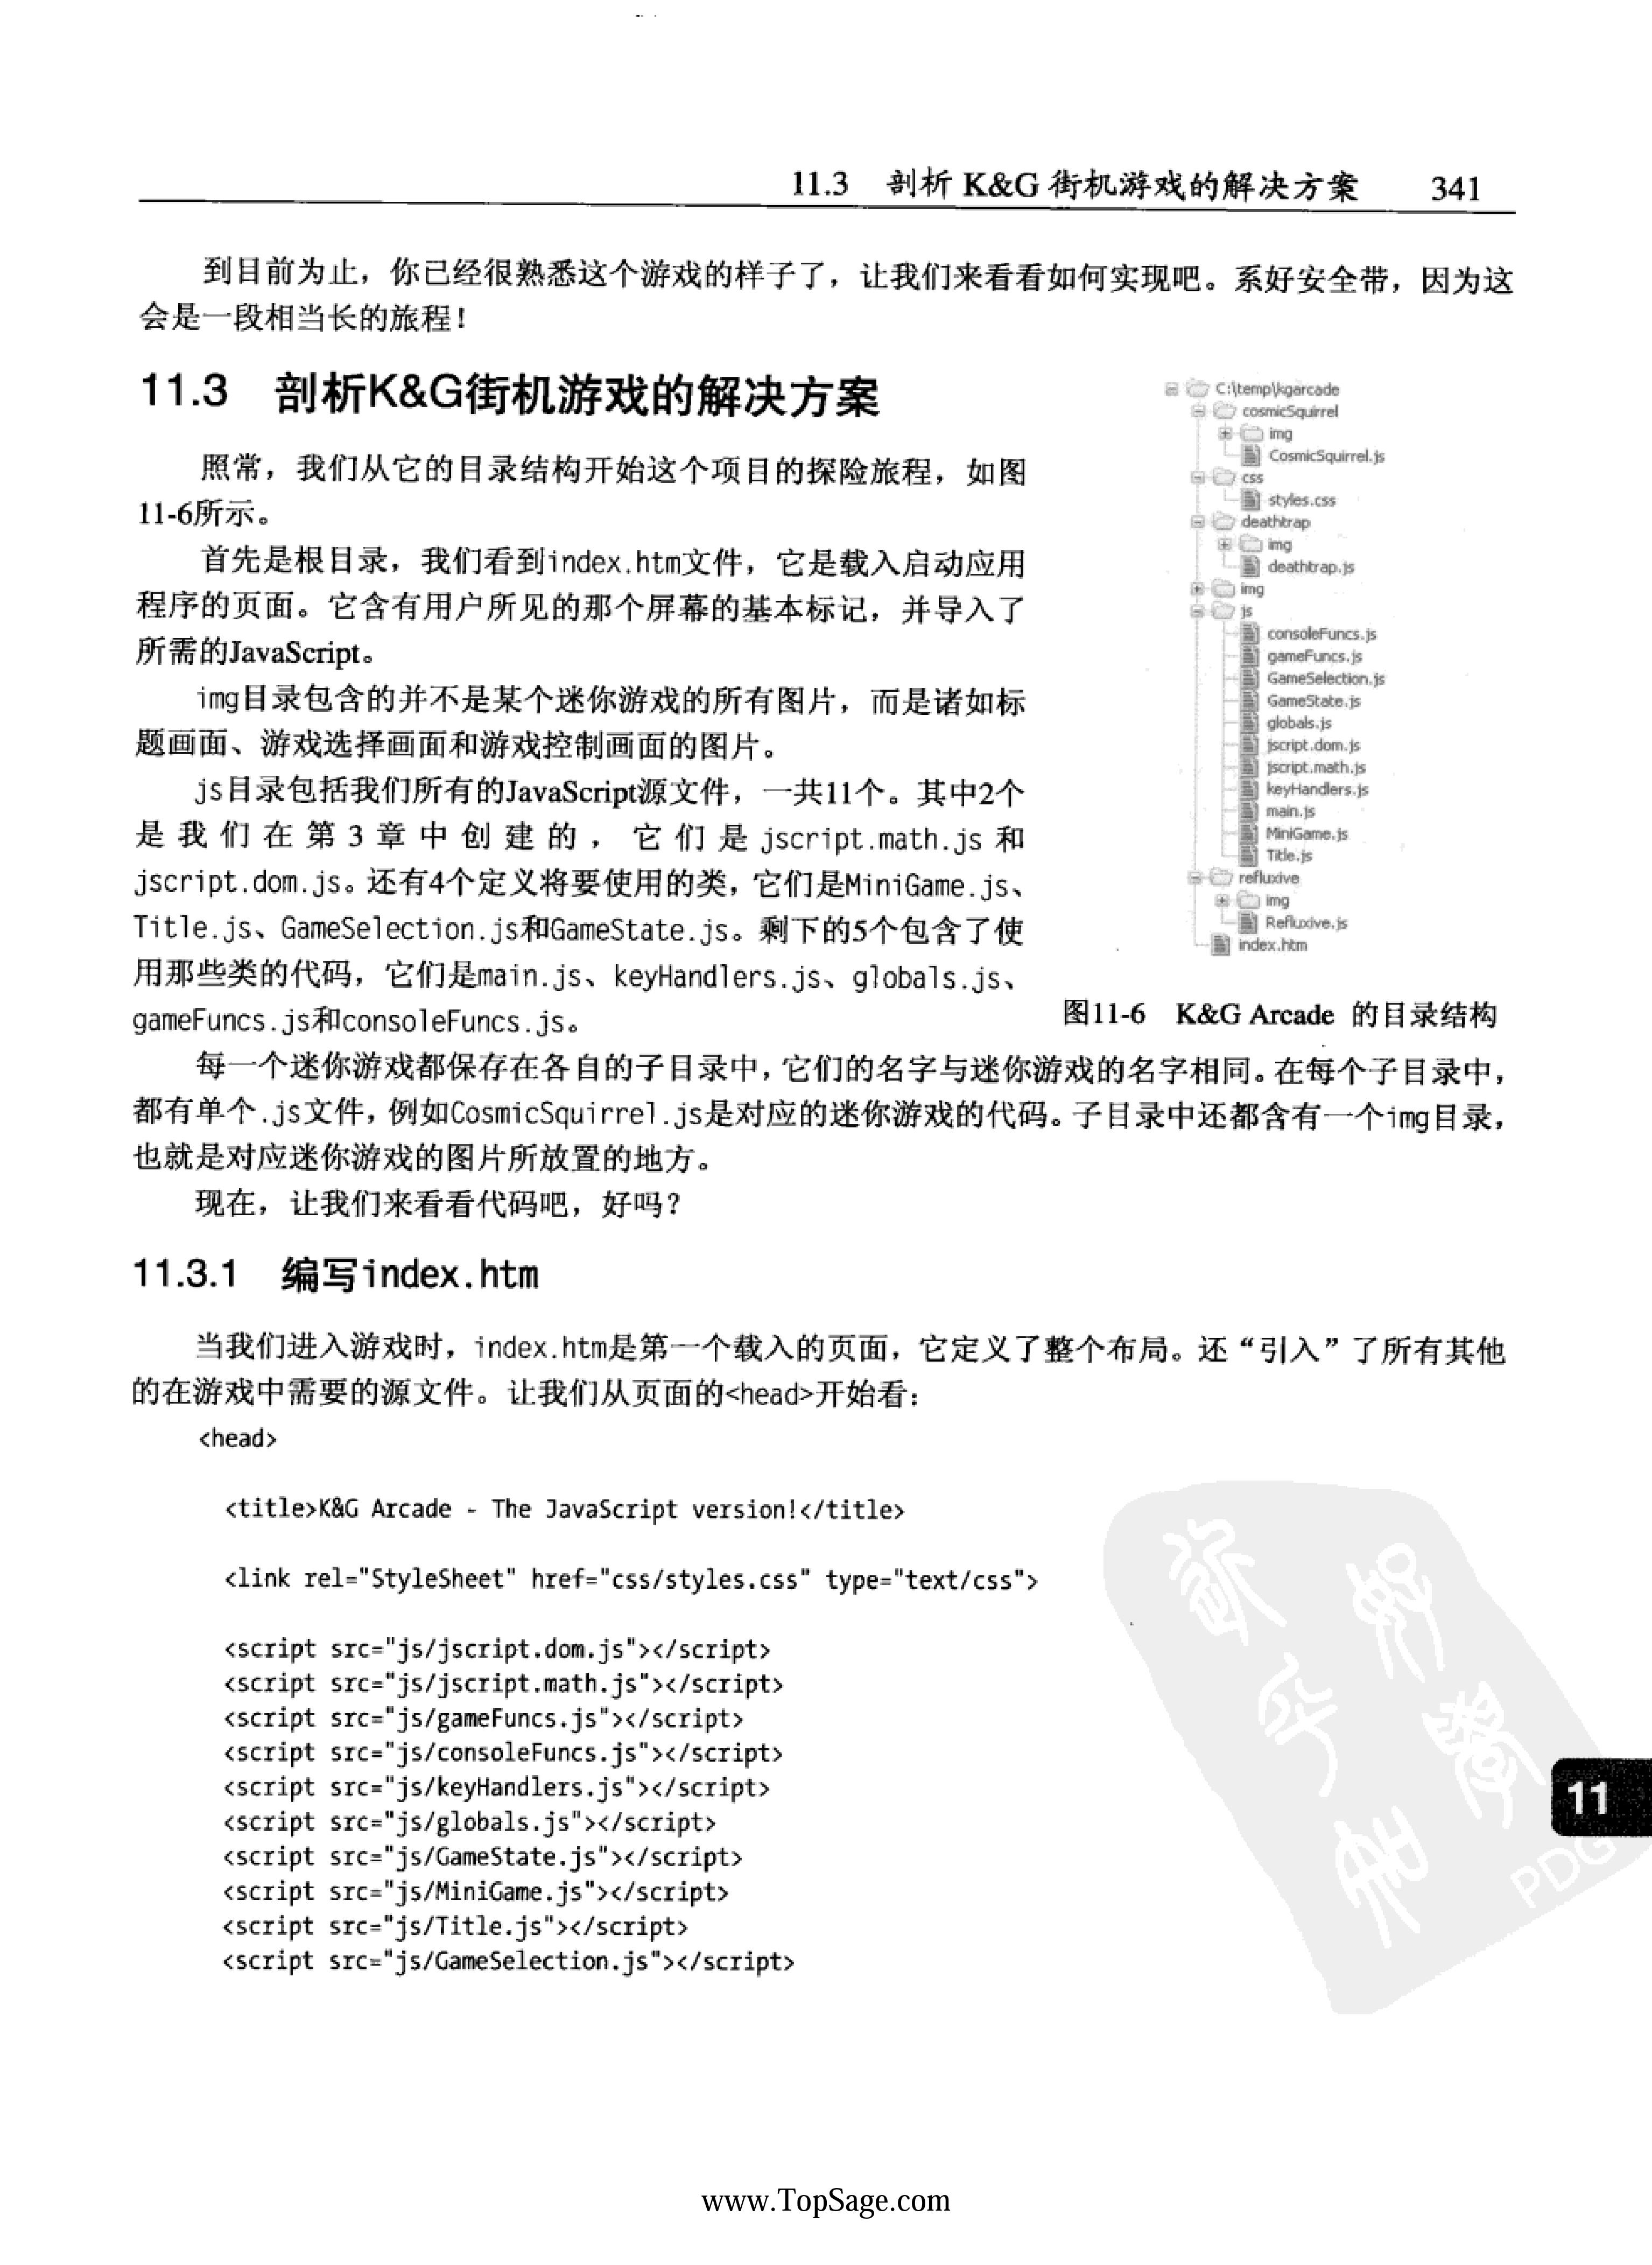 11.3 剖析 K&G 街机游戏的解决方案 341
到目前为止，你已经很熟悉这个游戏的样子了，让我们来看看如何实现吧。系好安全带，因为这
会是一段相当长的旅程！
11.3 剖析K&G街机游戏的解决方案
照常，我们从它的目录结构开始这个项目的探险旅程，如图
11-6所示。
首先是根目录，我们看到index.htm文件，它是载入启动应用
程序的页面。它含有用户所见的那个屏幕的基本标记，并导入了
所需的JavaScript。
img目录包含的并不是某个迷你游戏的所有图片，而是诸如标
题画面、游戏选择画面和游戏控制画面的图片。
js目录包括我们所有的JavaScript源文件，一共11个。其中2个
是我们在第3章中创建的，它们是jscript.math.js和
jscript.dom.js。还有4个定义将要使用的类，它们是MiniGame.js、
Title.js、GameSelection.js和GameState.js。剩下的5个包含了使
用那些类的代码，它们是main.js、keyHandlers.js、globals.js、
gameFuncs.js和consoleFuncs.js。
C:\temp\kgarcade
cosmicSquirrel
img
CosmicSquirrel.js
css
styles.css
deathtrap
img
deathtrap.js
img
js
consoleFuncs.js
gameFuncs.js
GameSelection.js
GameState.js
globals.js
jscript.dom.js
jscript.math.js
keyHandlers.js
main.js
MiniGame.js
Title.js
refluxive
img
Refluxive.js
index.htm
图11-6 K&G Arcade 的目录结构
每一个迷你游戏都保存在各自的子目录中，它们的名字与迷你游戏的名字相同。在每个子目录中，
都有单个.js文件，例如CosmicSquirrel.js是对应的迷你游戏的代码。子目录中还都含有一个img目录，
也就是对应迷你游戏的图片所放置的地方。
现在，让我们来看看代码吧，好吗？
11.3.1 编写index.htm
当我们进入游戏时，index.htm是第一个载入的页面，它定义了整个布局。还“引入”了所有其他
的在游戏中需要的源文件。让我们从页面的<head>开始看：
<head>
<title>K&G Arcade - The JavaScript version!</title>
<link rel="StyleSheet" href="css/styles.css" type="text/css">
<script src="js/jscript.dom.js"></script>
<script src="js/jscript.math.js"></script>
<script src="js/gameFuncs.js"></script>
<script src="js/consoleFuncs.js"></script>
<script src="js/keyHandlers.js"></script>
<script src="js/globals.js"></script>
<script src="js/GameState.js"></script>
<script src="js/MiniGame.js"></script>
<script src="js/Title.js"></script>
<script src="js/GameSelection.js"></script>
11
PDG
www.TopSage.com